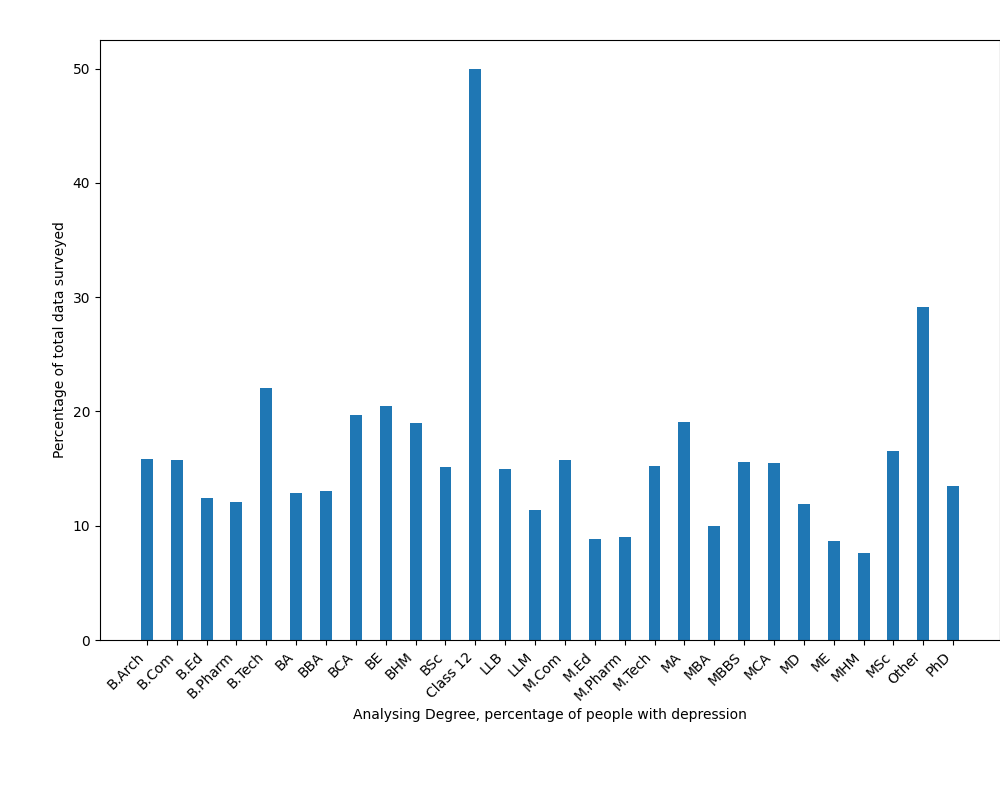 50
40
30
20
10
0
Percentage of total data surveyed
B.Arch
B.Com
B.Ed
B.Pharm
B.Tech
BA
BBA
BCA
BE
BHM
BSc
Class 12
LLB
LLM
M.Com
M.Ed
M.Pharm
M.Tech
MA
MBA
MBBS
MCA
MD
ME
MHM
MSc
Other
PhD
Analysing Degree, percentage of people with depression